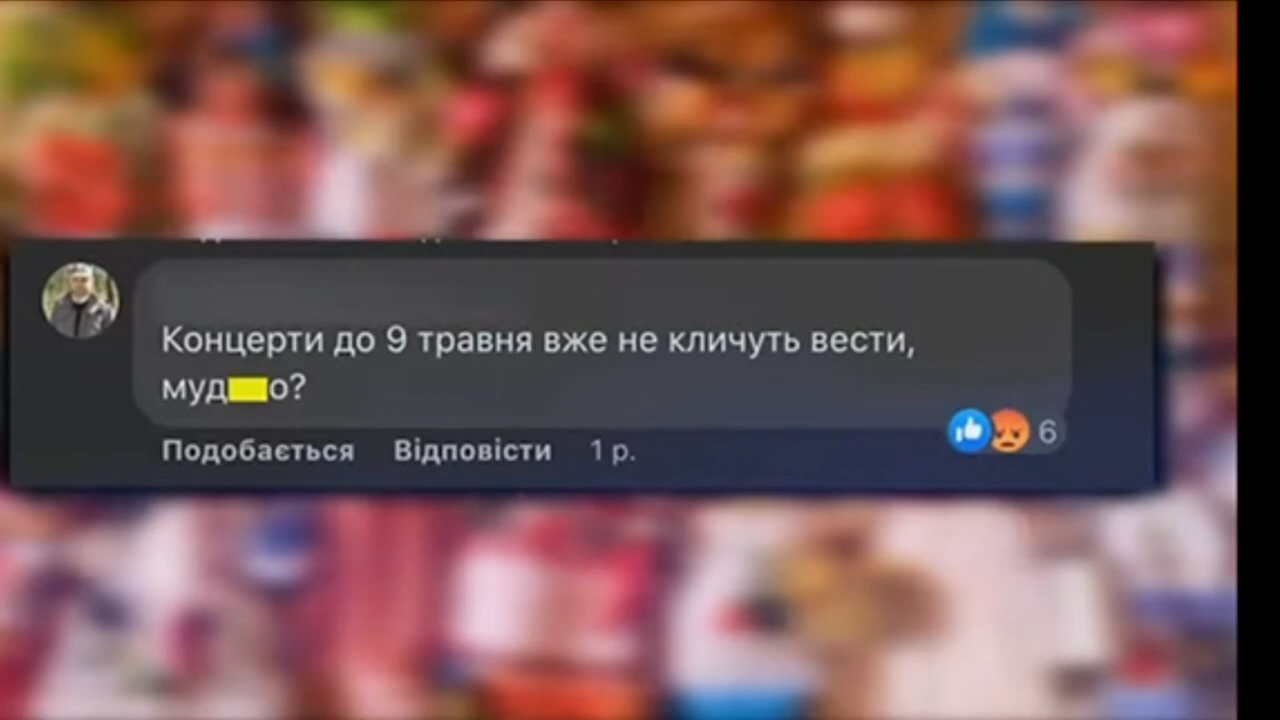 Концерти до 9 травня вже не кличуть вести,
муд о?
Подобається Відповісти 1 р. 6